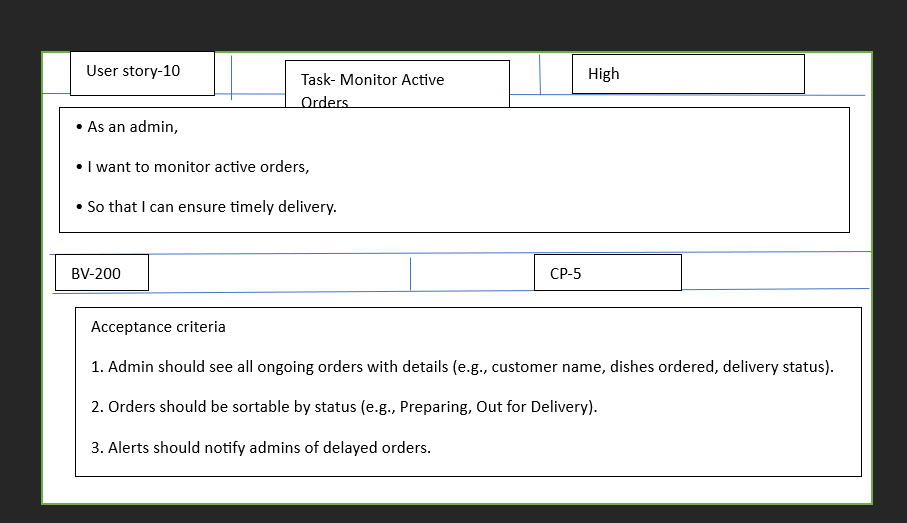 User story-10
Task- Monitor Active
Orders
High
• As an admin,
• I want to monitor active orders,
• So that I can ensure timely delivery.
BV-200
CP-5
Acceptance criteria
1. Admin should see all ongoing orders with details (e.g., customer name, dishes ordered, delivery status).
2. Orders should be sortable by status (e.g., Preparing, Out for Delivery).
3. Alerts should notify admins of delayed orders.